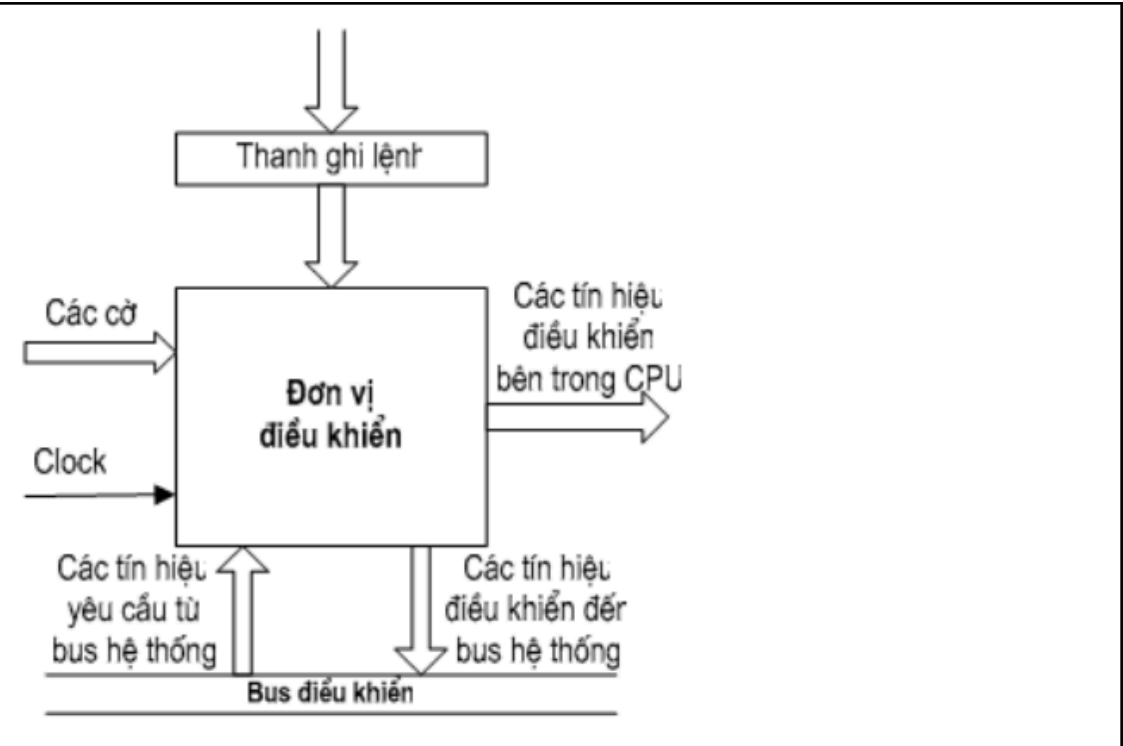 Thanh ghi lệnh
Các cờ
Các tín hiệu
điều khiển
bên trong CPU
Đơn vị
điều khiển
Clock
Các tín hiệu
yêu cầu từ
bus hệ thống
Các tín hiệu
điều khiển đến
bus hệ thống
Bus điều khiển